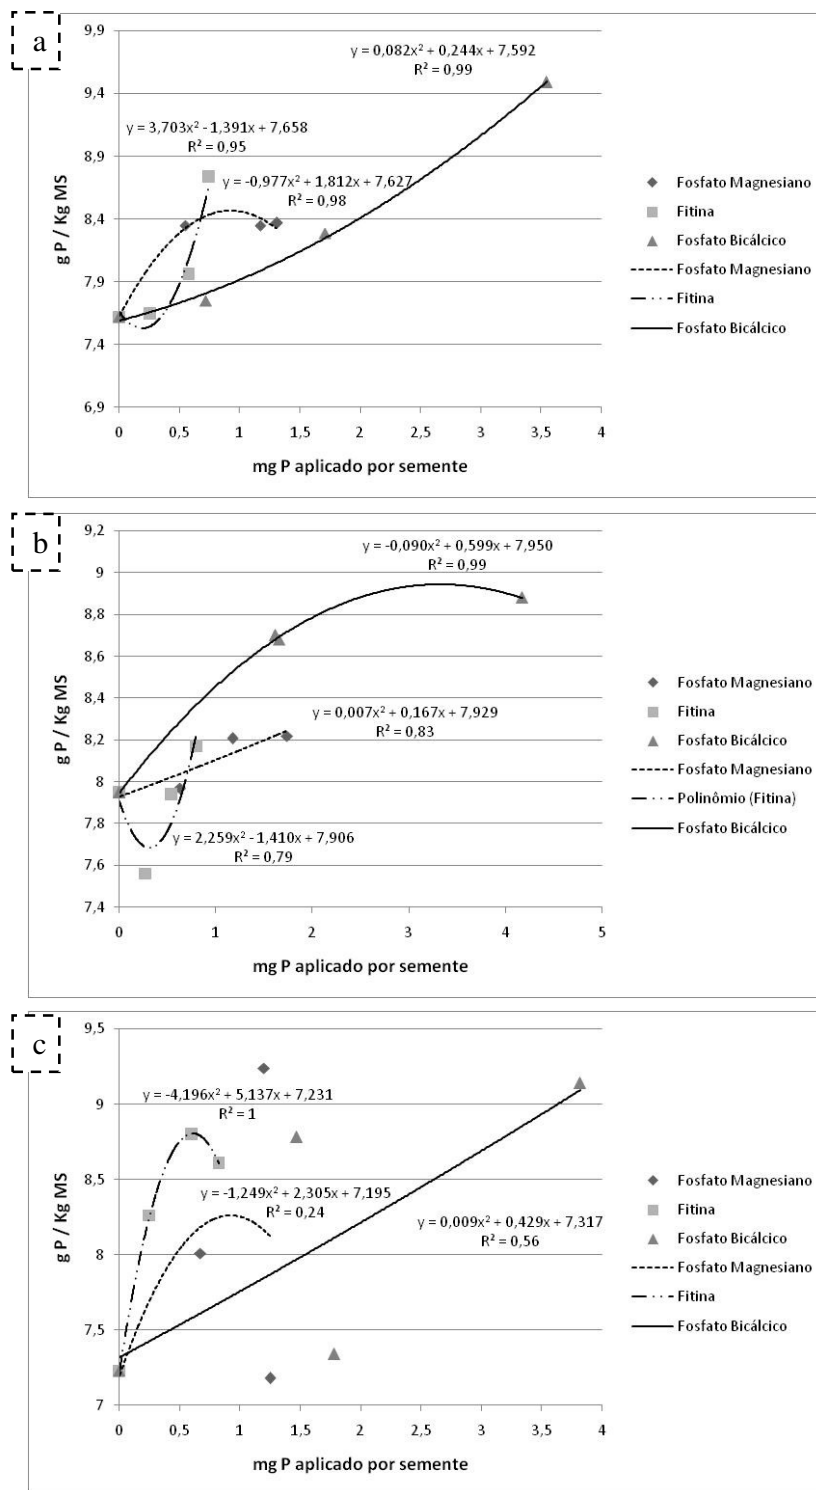 a
9,9
y = 0,082x² + 0,244x + 7,592
R² = 0,99
9,4
y = 3,703x² - 1,391x + 7,658
R² = 0,95
8,9
y = -0,977x² + 1,812x + 7,627
R² = 0,98
8,4
7,9
7,4
6,9
g P / Kg MS
0 0,5 1 1,5 2 2,5 3 3,5 4
mg P aplicado por semente
Fosfato Magnesiano
Fitina
Fosfato Bicálcico
Fosfato Magnesiano
Fitina
Fosfato Bicálcico
b
9,2
y = -0,090x² + 0,599x + 7,950
R² = 0,99
9
8,8
8,6
8,4
y = 0,007x² + 0,167x + 7,929
R² = 0,83
8,2
8
7,8
y = 2,259x² - 1,410x + 7,906
R² = 0,79
7,6
7,4
g P / Kg MS
0 1 2 3 4 5
mg P aplicado por semente
Fosfato Magnesiano
Fitina
Fosfato Bicálcico
Fosfato Magnesiano
Polinômio (Fitina)
Fosfato Bicálcico
c
9,5
y = -4,196x² + 5,137x + 7,231
R² = 1
9
8,5
y = -1,249x² + 2,305x + 7,195
R² = 0,24
y = 0,009x² + 0,429x + 7,317
R² = 0,56
8
7,5
7
g P / Kg MS
0 0,5 1 1,5 2 2,5 3 3,5 4
mg P aplicado por semente
Fosfato Magnesiano
Fitina
Fosfato Bicálcico
Fosfato Magnesiano
Fitina
Fosfato Bicálcico